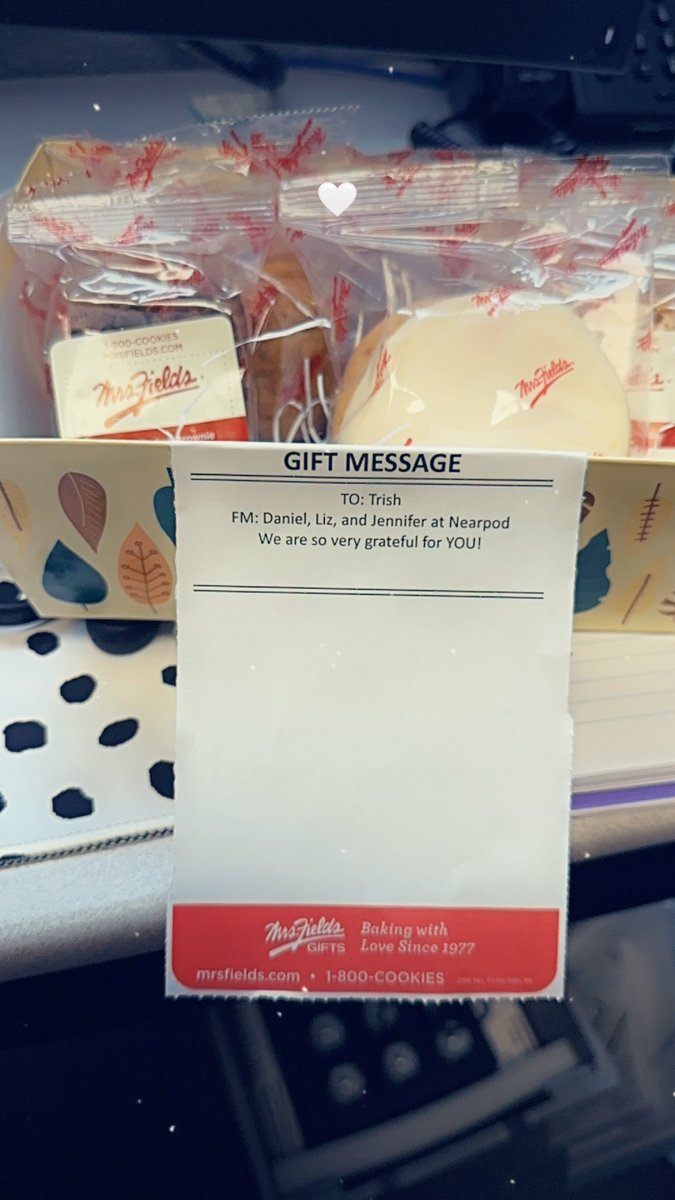 1-800-COOKIES
MRSFIELDS.COM
Mrs. Fields.
Mrs. Fields.
GIFT MESSAGE
TO: Trish
FM: Daniel, Liz, and Jennifer at Nearpod
We are so very grateful for YOU!
Mrs. Fields
GIFTS
Baking with
Love Since 1977
mrsfields.com • 1-800-COOKIES